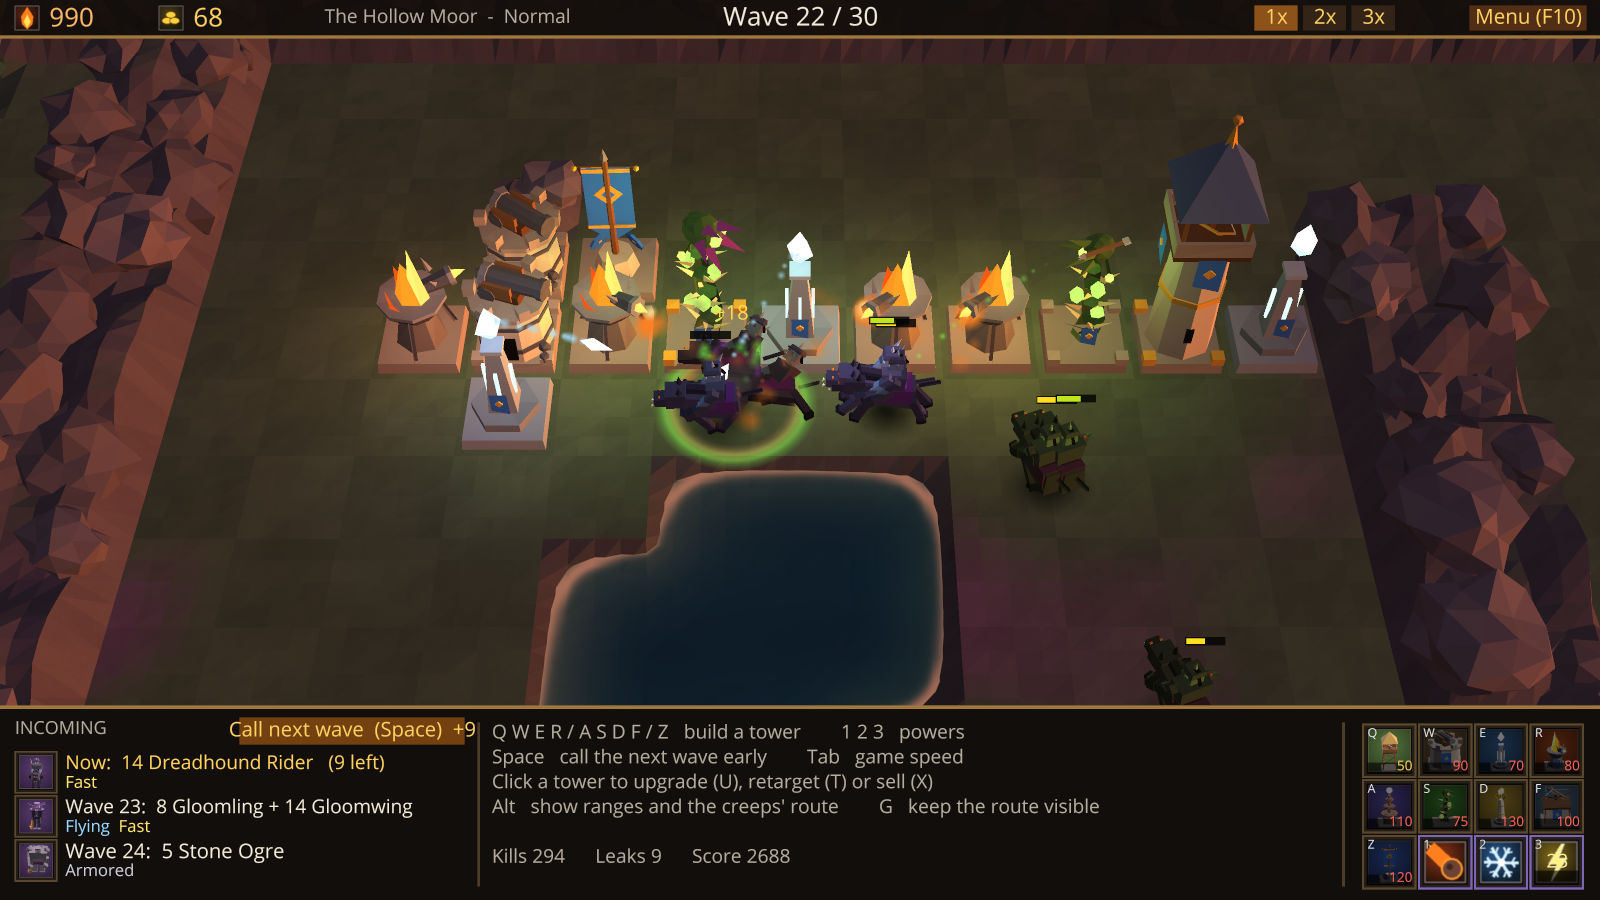 990 68 The Hollow Moor - Normal Wave 22 / 30 1x 2x 3x Menu (F10)
+18
INCOMING Call next wave (Space) +9
Now: 14 Dreadhound Rider (9 left)
Fast
Wave 23: 8 Gloomling + 14 Gloomwing
Flying Fast
Wave 24: 5 Stone Ogre
Armored
Q W E R / A S D F / Z build a tower 1 2 3 powers
Space call the next wave early Tab game speed
Click a tower to upgrade (U), retarget (T) or sell (X)
Alt show ranges and the creeps' route G keep the route visible
Kills 294 Leaks 9 Score 2688
Q W E R
50 90 70 80
A S D F
110 75 130 100
Z 1 2 3
120 23